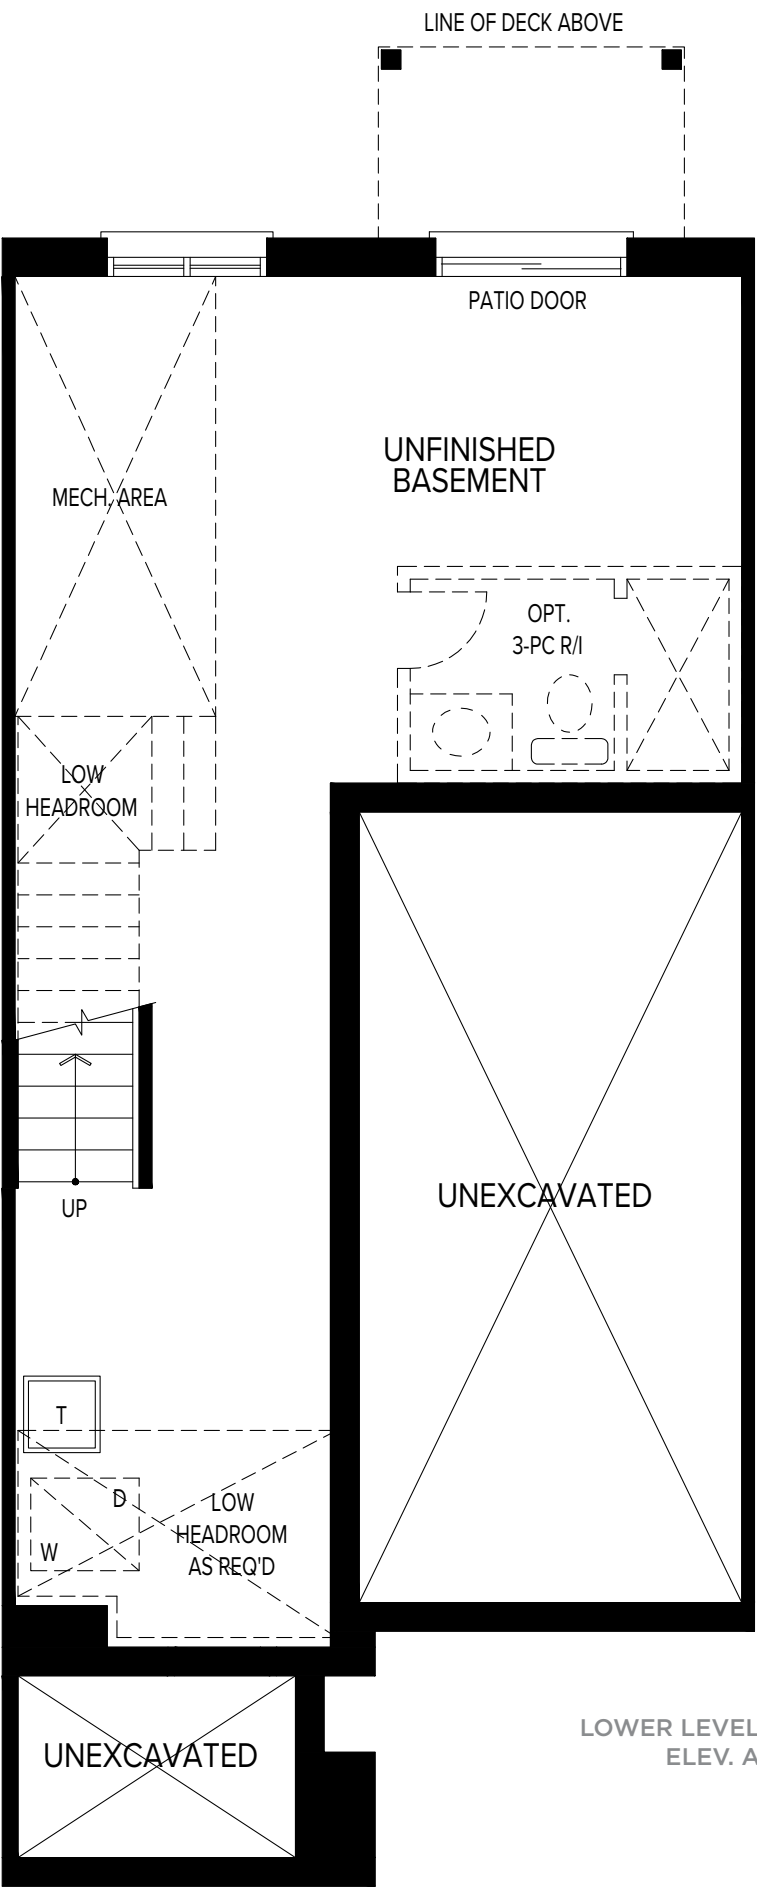 LINE OF DECK ABOVE
PATIO DOOR
UNFINISHED
BASEMENT
MECH. AREA
OPT.
3-PC R/I
LOW
HEADROOM
UNEXCAVATED
UP
T
D
W
LOW
HEADROOM
AS REQ'D
UNEXCAVATED
LOWER LEVEL
ELEV. A